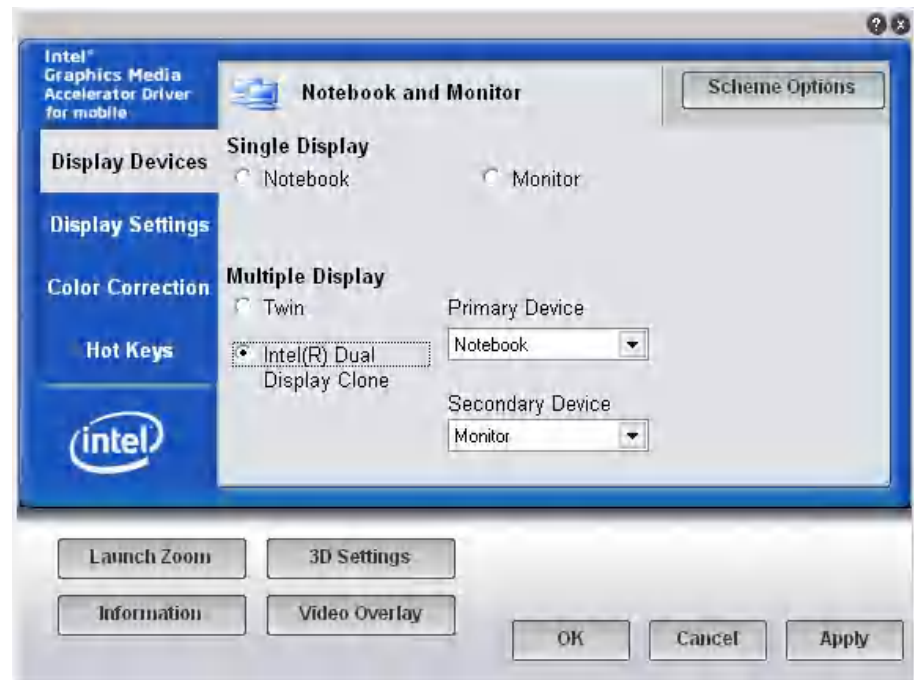 Intel®
Graphics Media
Accelerator Driver
for mobile
Notebook and Monitor
Scheme Options
Display Devices
Display Settings
Color Correction
Hot Keys
intel
Single Display
Notebook
Monitor
Multiple Display
Twin
Intel(R) Dual
Display Clone
Primary Device
Notebook
Secondary Device
Monitor
Launch Zoom
3D Settings
Information
Video Overlay
OK
Cancel
Apply